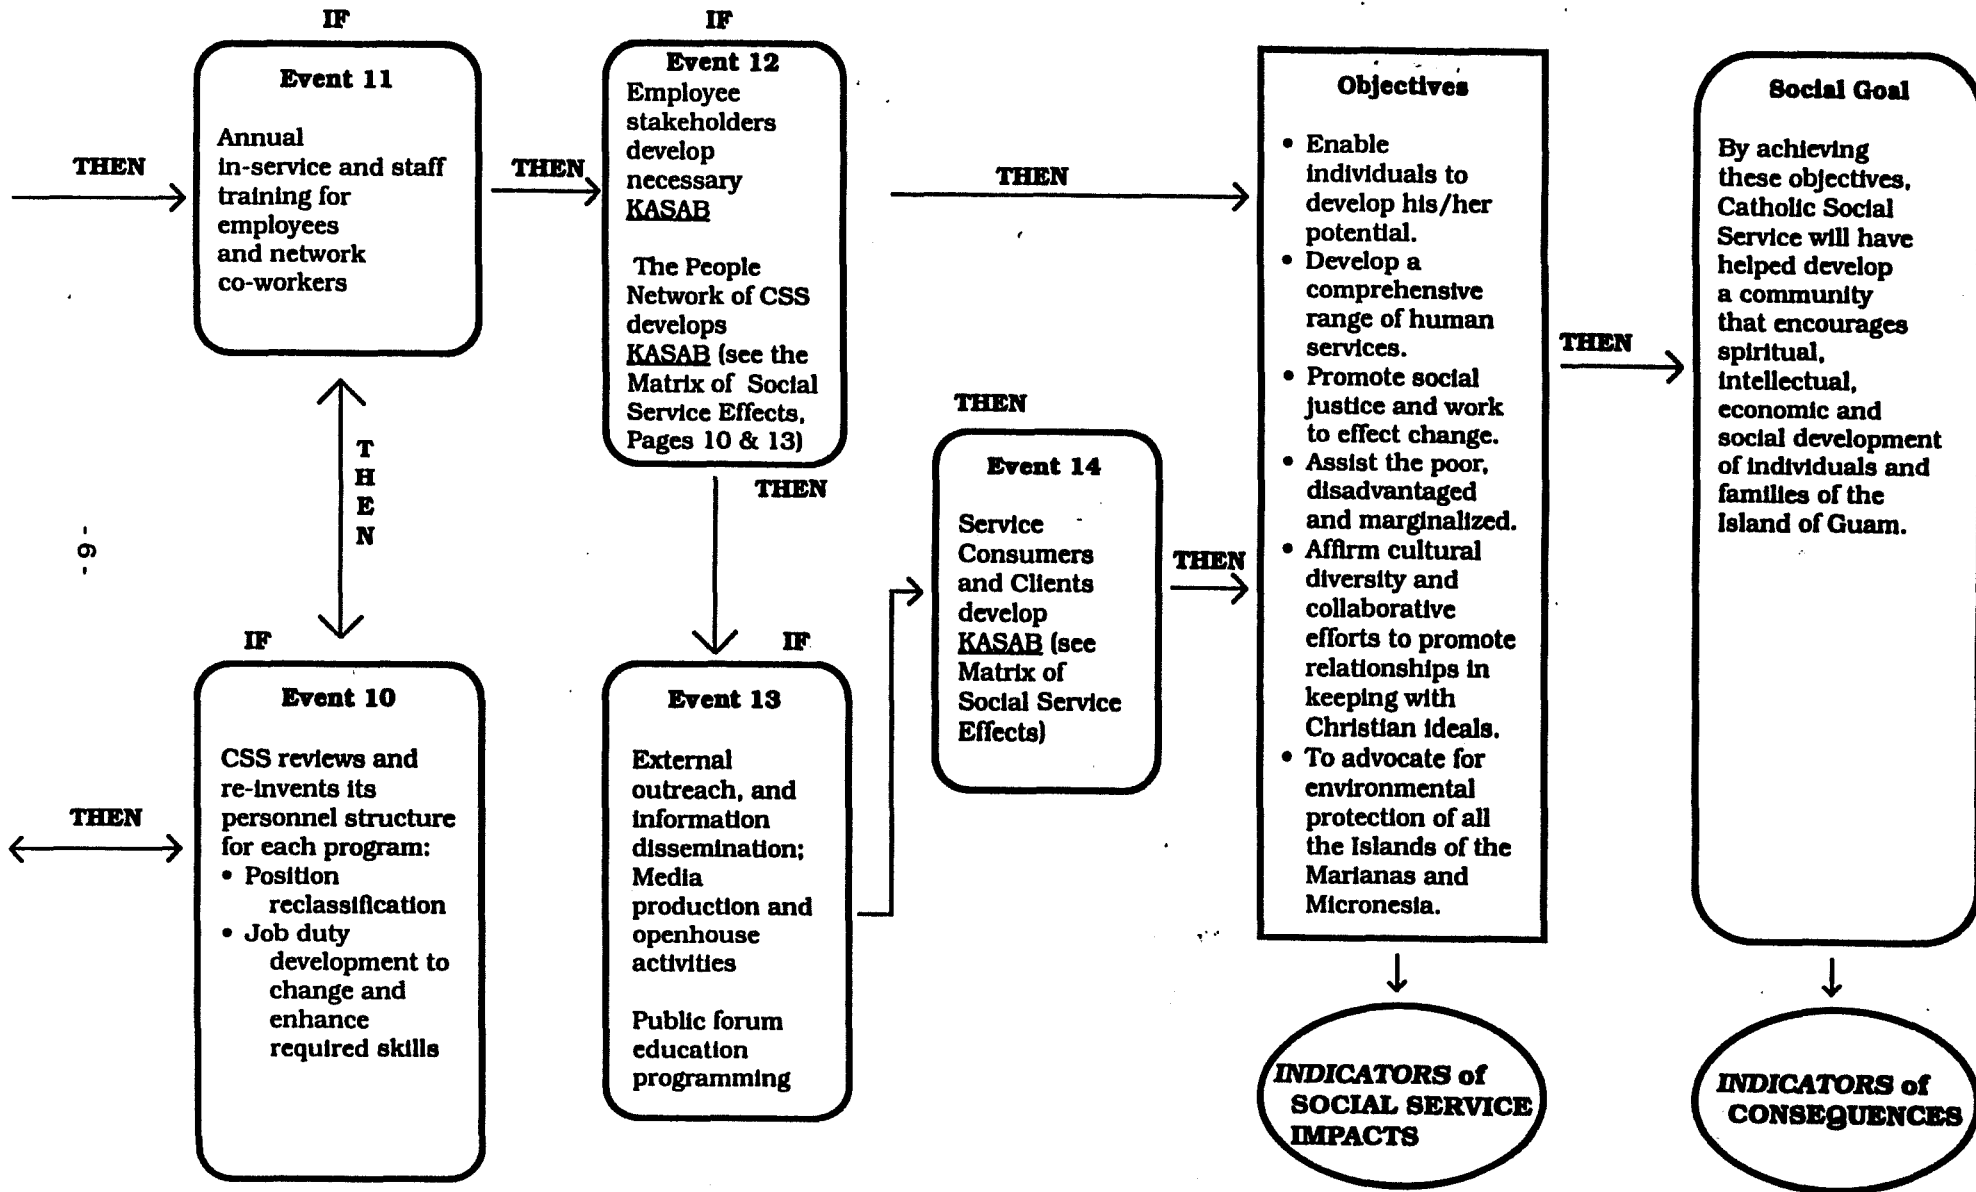 IF
THEN
Event 11
Annual
in-service and staff
training for
employees
and network
co-workers
THEN
IF
Event 12
Employee
stakeholders
develop
necessary
KASAB
The People
Network of CSS
develops
KASAB (see the
Matrix of Social
Service Effects,
Pages 10 & 13)
THEN
THEN
T
H
E
N
- 9 -
THEN
IF
Event 10
CSS reviews and
re-invents its
personnel structure
for each program:
• Position
reclassification
• Job duty
development to
change and
enhance
required skills
IF
Event 13
External
outreach, and
information
dissemination;
Media
production and
openhouse
activities
Public forum
education
programming
THEN
Event 14
Service
Consumers
and Clients
develop
KASAB (see
Matrix of
Social Service
Effects)
THEN
Objectives
• Enable
individuals to
develop his/her
potential.
• Develop a
comprehensive
range of human
services.
• Promote social
justice and work
to effect change.
• Assist the poor,
disadvantaged
and marginalized.
• Affirm cultural
diversity and
collaborative
efforts to promote
relationships in
keeping with
Christian ideals.
• To advocate for
environmental
protection of all
the Islands of the
Marianas and
Micronesia.
THEN
Social Goal
By achieving
these objectives,
Catholic Social
Service will have
helped develop
a community
that encourages
spiritual,
intellectual,
economic and
social development
of individuals and
families of the
Island of Guam.
INDICATORS of
SOCIAL SERVICE
IMPACTS
INDICATORS of
CONSEQUENCES